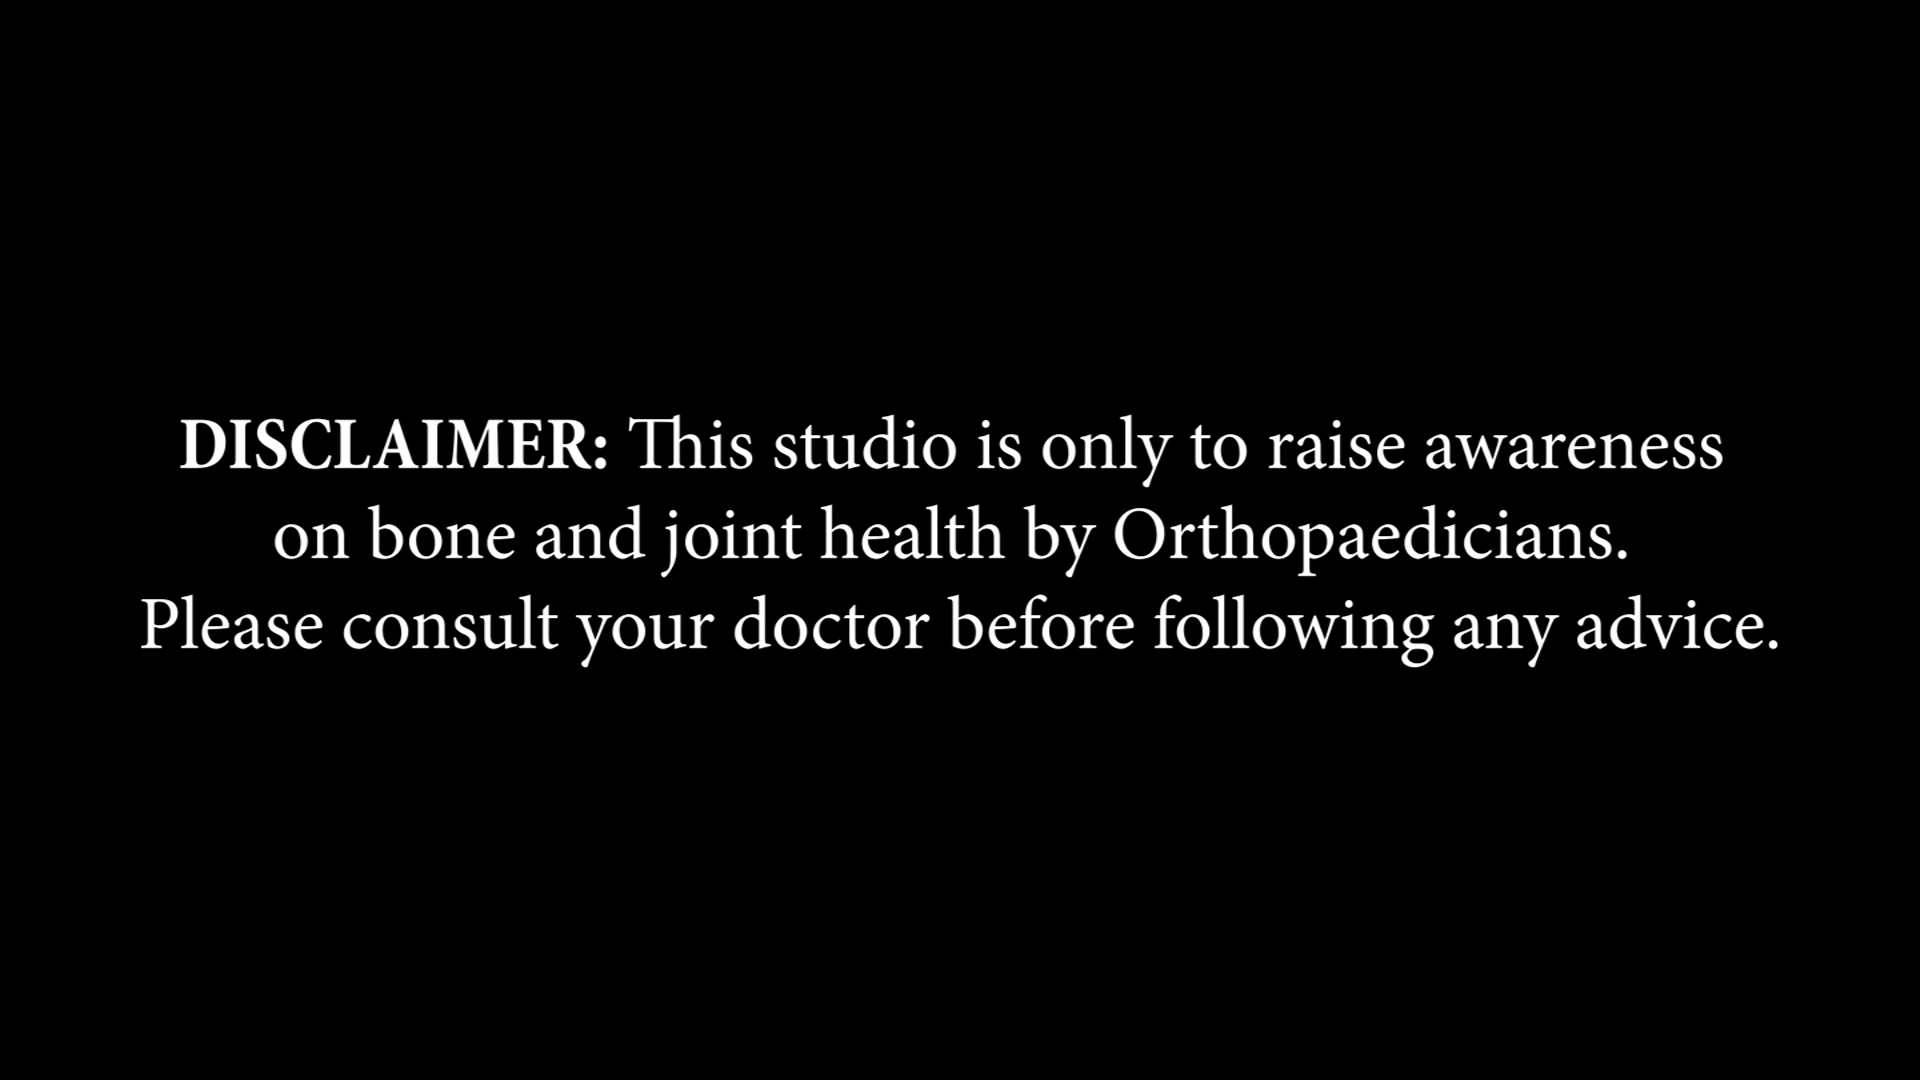 DISCLAIMER: This studio is only to raise awareness
on bone and joint health by Orthopaedicians.
Please consult your doctor before following any advice.